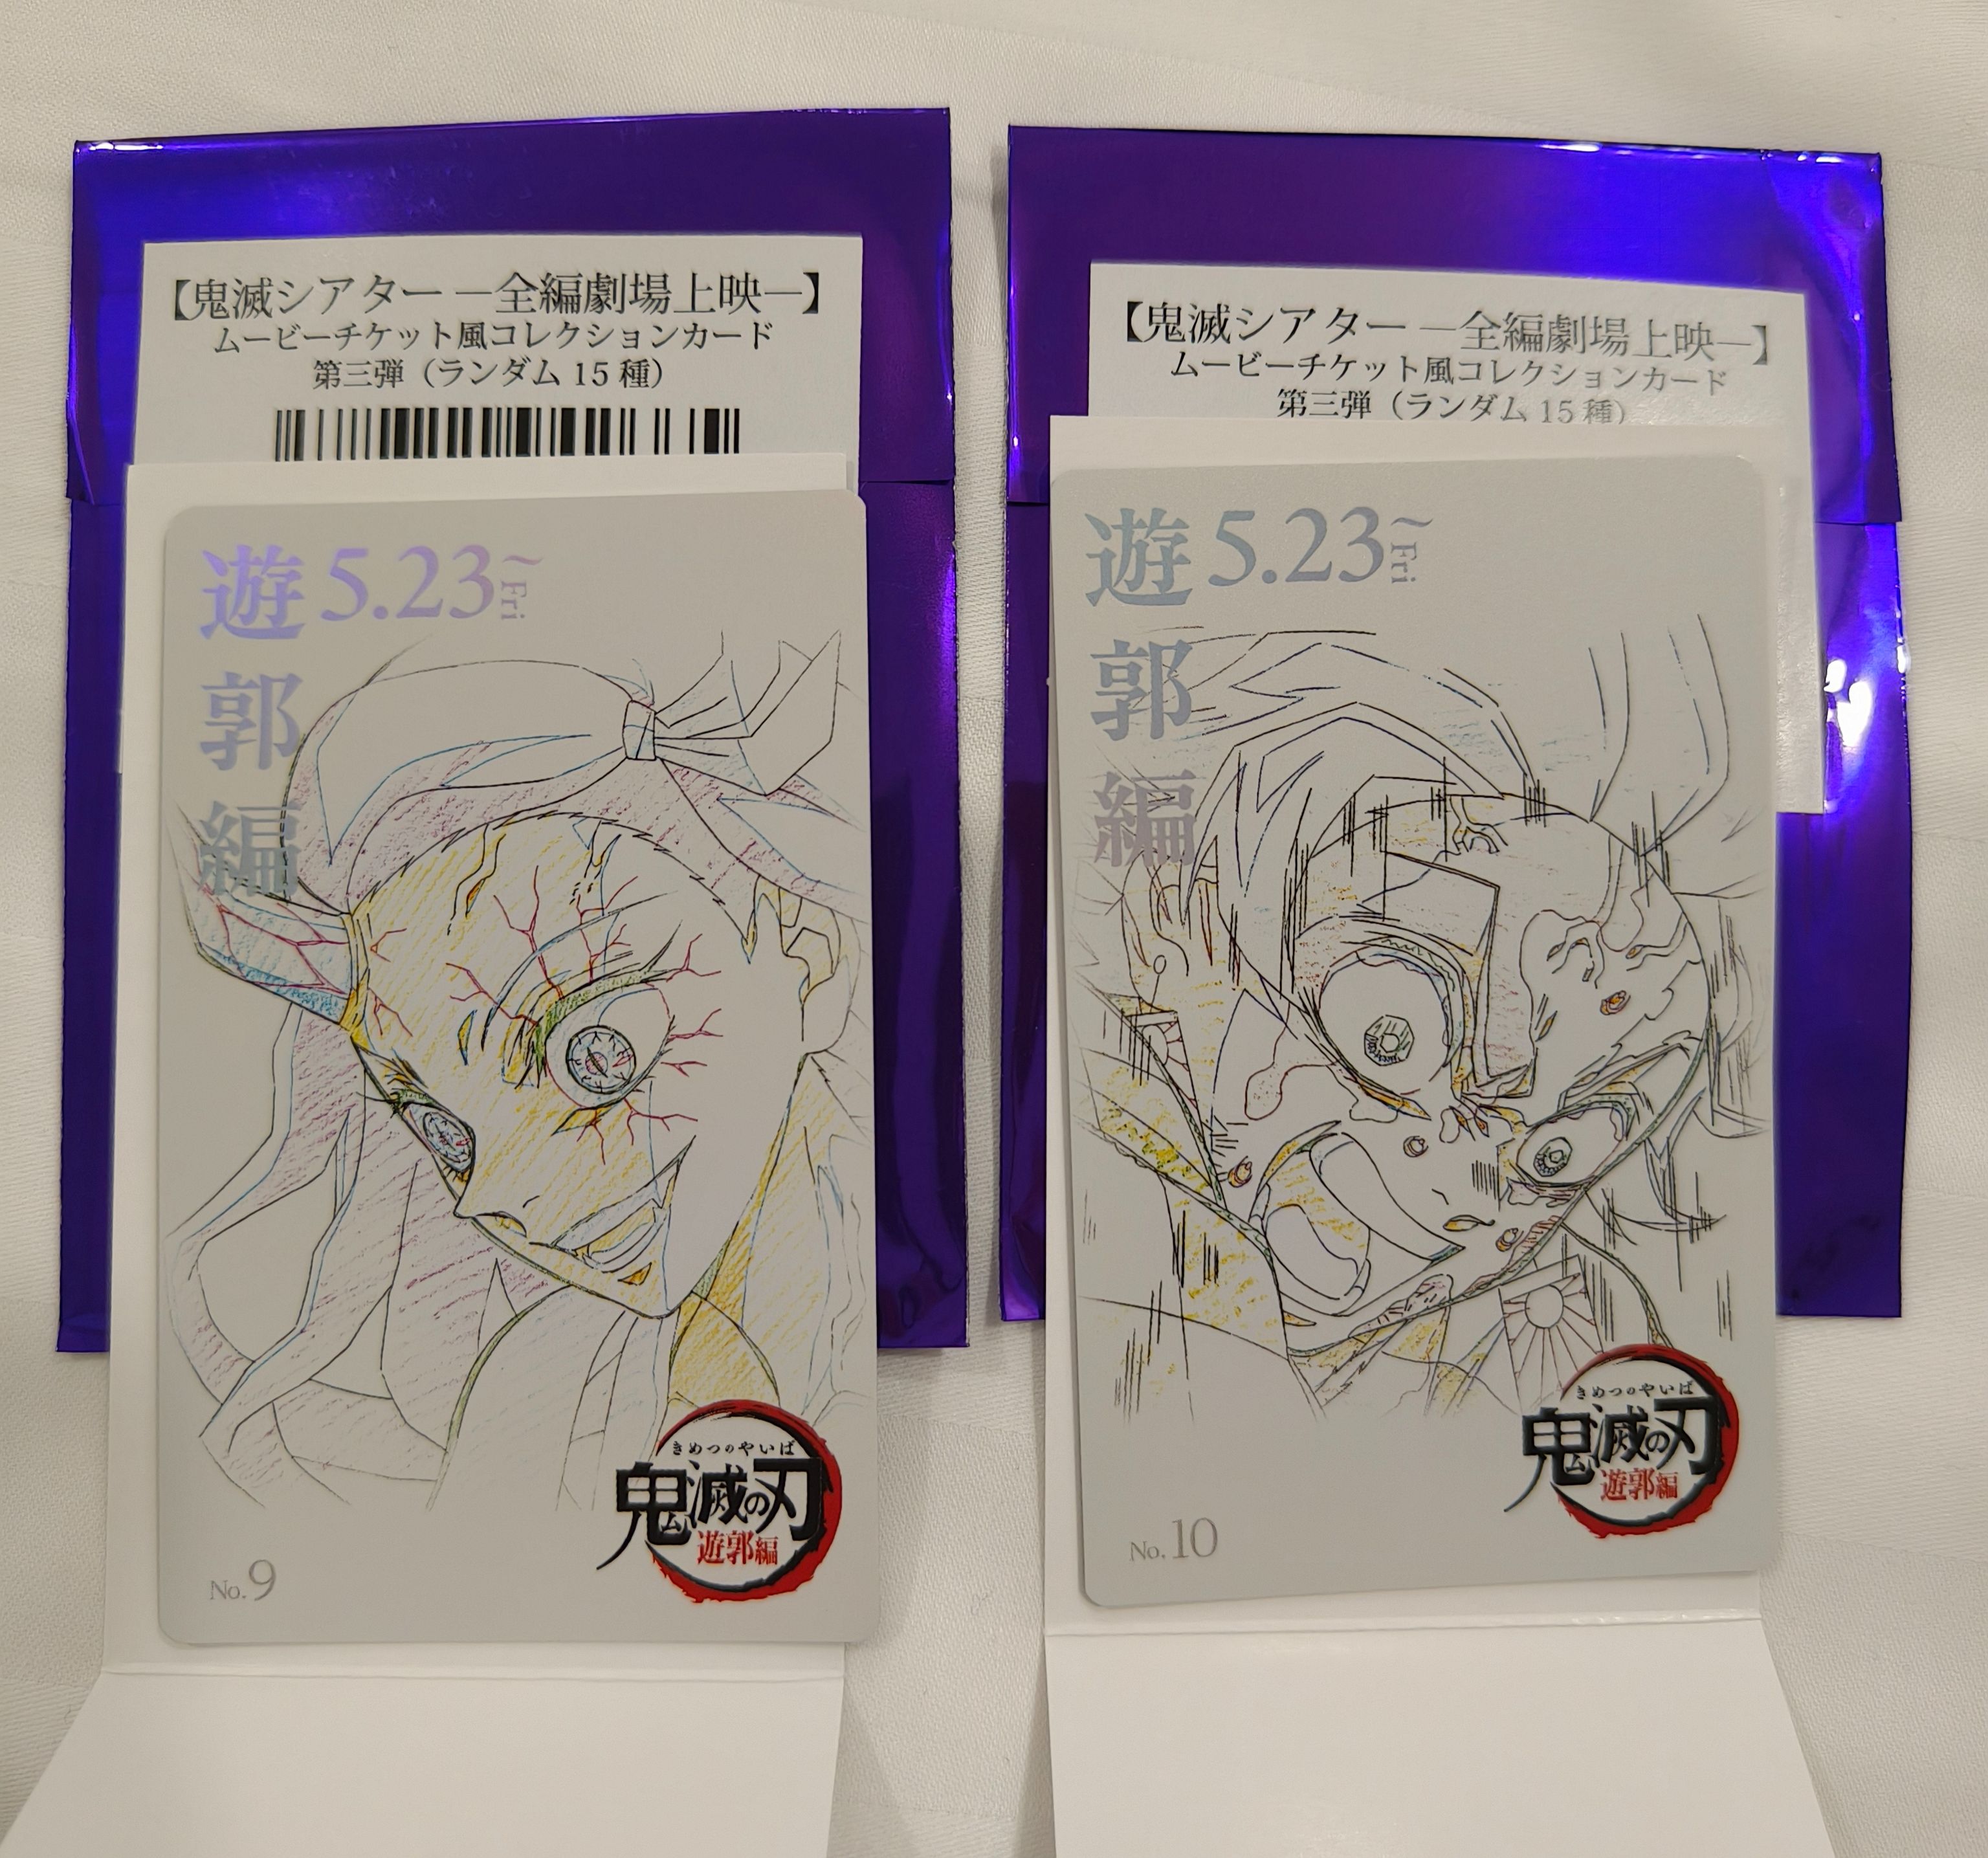 【鬼滅シアター ―全編劇場上映―】
ムービーチケット風コレクションカード
第三弾（ランダム 15 種）
遊郭編
5.23～
Fri
きめつのやいば
鬼滅の刃
遊郭編
No.9
【鬼滅シアター ―全編劇場上映―】
ムービーチケット風コレクションカード
第三弾（ランダム 15 種）
遊郭編
5.23～
Fri
きめつのやいば
鬼滅の刃
遊郭編
No.10